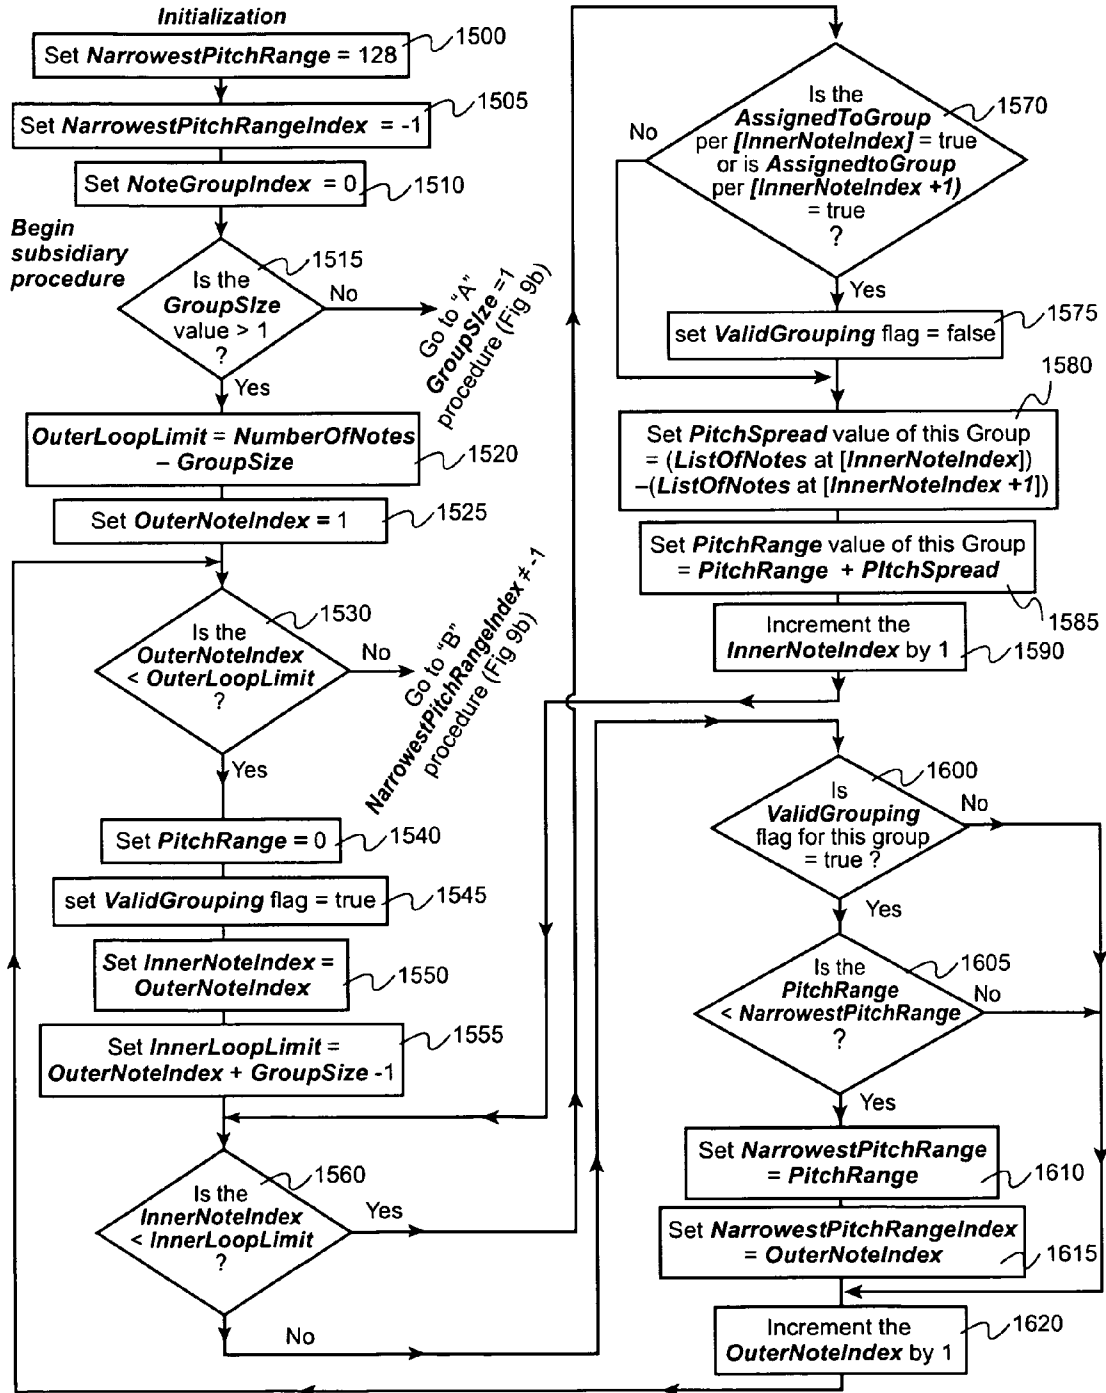 Initialization
Set NarrowestPitchRange = 128
1500
Set NarrowestPitchRangeIndex = -1
1505
Set NoteGroupIndex = 0
1510
Begin
subsidiary
procedure
Is the
GroupSIze
value > 1
?
1515
No
Yes
Go to “A”
GroupSIze =1
procedure (Fig 9b)
OuterLoopLimit = NumberOfNotes
– GroupSize
1520
Set OuterNoteIndex = 1
1525
Is the
OuterNoteIndex
< OuterLoopLimit
?
1530
No
Yes
Go to “B”
NarrowestPitchRangeIndex ≠ -1
procedure (Fig 9b)
Set PitchRange = 0
1540
set ValidGrouping flag = true
1545
Set InnerNoteIndex =
OuterNoteIndex
1550
Set InnerLoopLimit =
OuterNoteIndex + GroupSize -1
1555
Is the
InnerNoteIndex
< InnerLoopLimit
?
1560
Yes
No
Is the
AssignedToGroup
per [InnerNoteIndex] = true
or is AssignedtoGroup
per [InnerNoteIndex +1)
= true
?
1570
No
Yes
set ValidGrouping flag = false
1575
Set PitchSpread value of this Group
= (ListOfNotes at [InnerNoteIndex])
–(ListOfNotes at [InnerNoteIndex +1])
1580
Set PitchRange value of this Group
= PitchRange + PItchSpread
1585
Increment the
InnerNoteIndex by 1
1590
Is
ValidGrouping
flag for this group
= true ?
1600
No
Yes
Is the
PitchRange
< NarrowestPitchRange
?
1605
No
Yes
Set NarrowestPitchRange
= PitchRange
1610
Set NarrowestPitchRangeIndex
= OuterNoteIndex
1615
Increment the
OuterNoteIndex by 1
1620